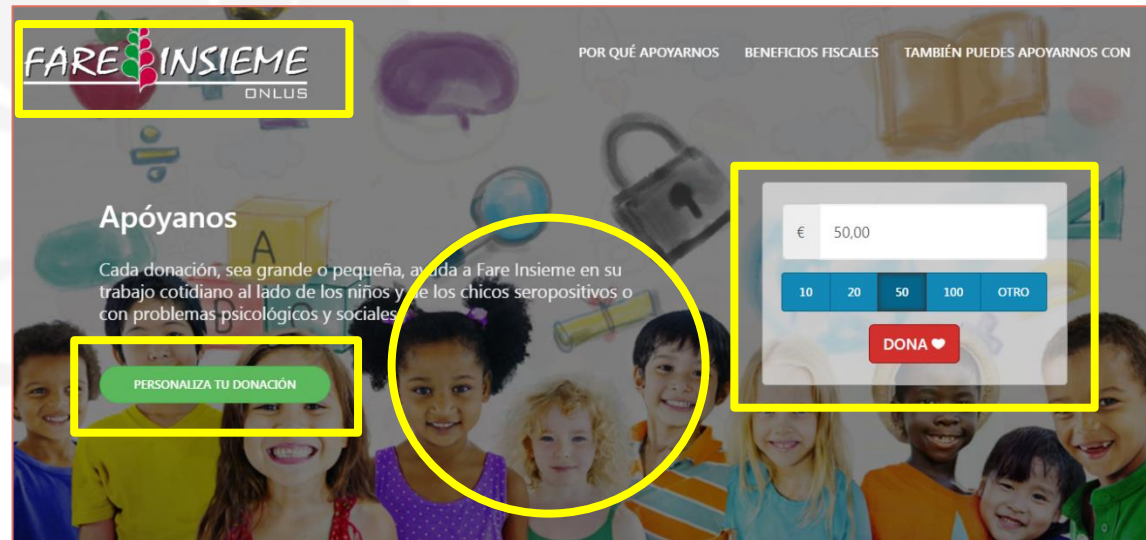 FARE INSIEME
ONLUS
POR QUÉ APOYARNOS BENEFICIOS FISCALES TAMBIÉN PUEDES APOYARNOS CON
Apóyanos
Cada donación, sea grande o pequeña, ayuda a Fare Insieme en su
trabajo cotidiano al lado de los niños y de los chicos seropositivos o
con problemas psicológicos y sociales.
PERSONALIZA TU DONACIÓN
€ 50,00
10 20 50 100 OTRO
DONA
A
B